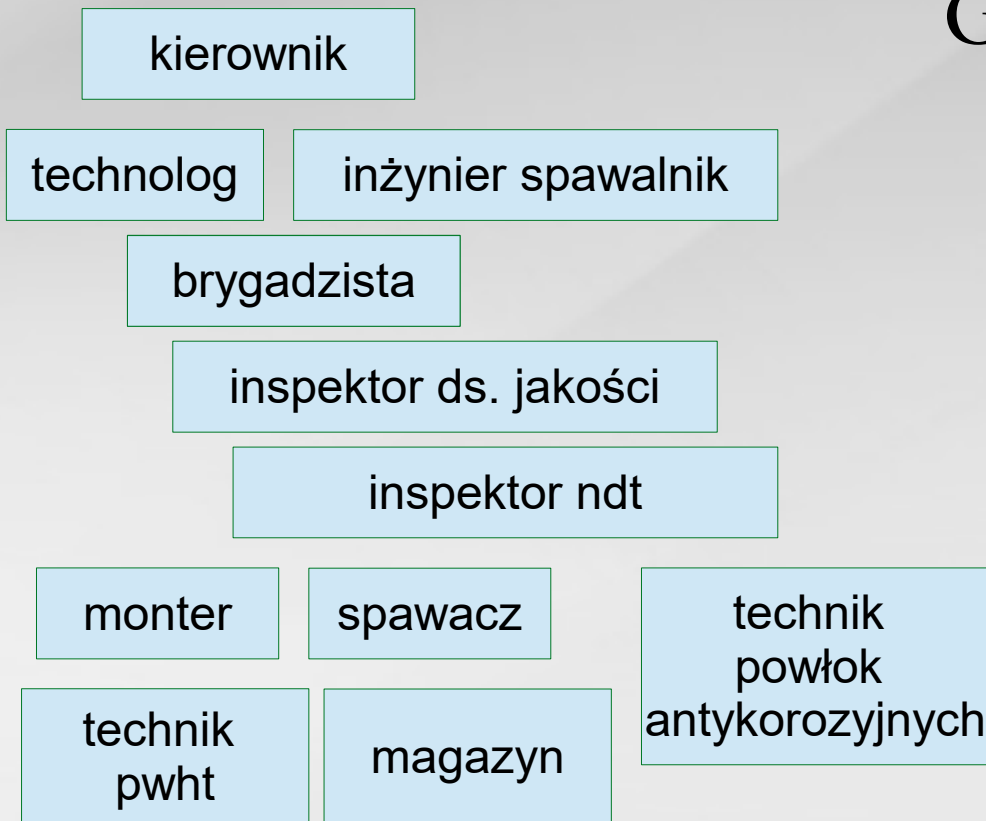 G
kierownik
technolog
inżynier spawalnik
brygadzista
inspektor ds. jakości
inspektor ndt
monter
spawacz
technik
powłok
antykorozyjnych
technik
pwht
magazyn